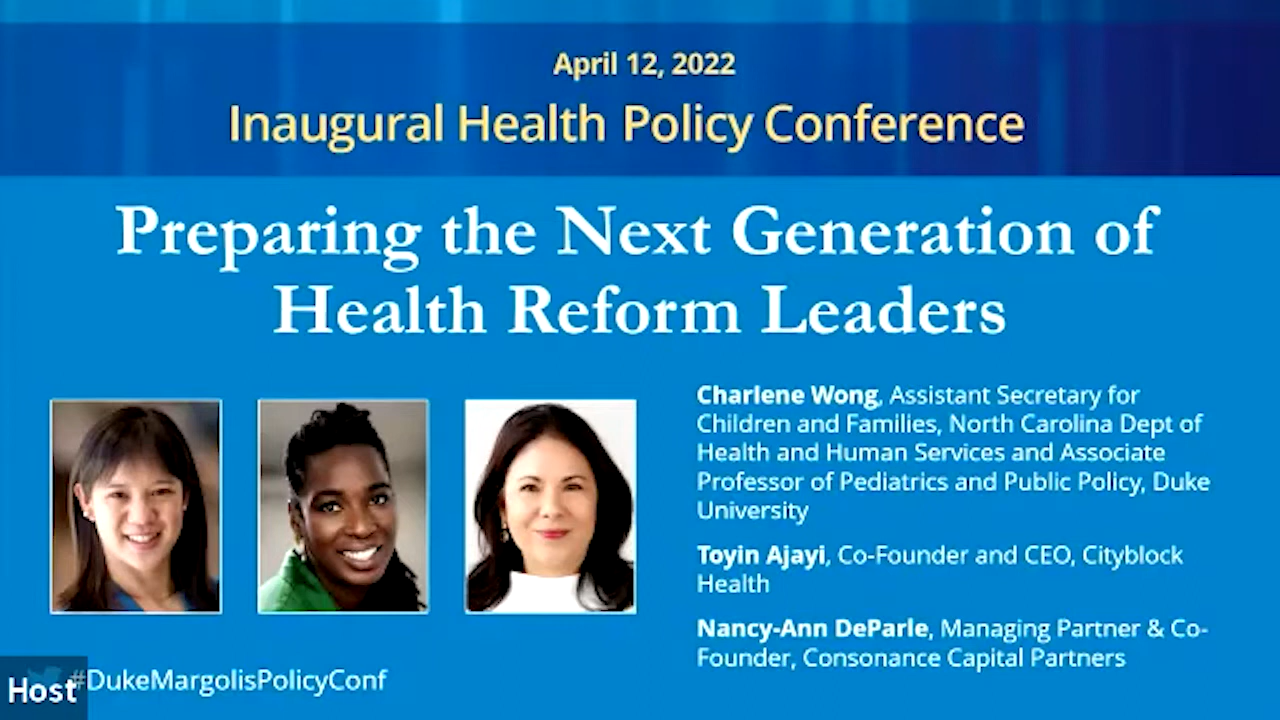 April 12, 2022
Inaugural Health Policy Conference
Preparing the Next Generation of
Health Reform Leaders
Charlene Wong, Assistant Secretary for
Children and Families, North Carolina Dept of
Health and Human Services and Associate
Professor of Pediatrics and Public Policy, Duke
University
Toyin Ajayi, Co-Founder and CEO, Cityblock
Health
Nancy-Ann DeParle, Managing Partner & Co-
Founder, Consonance Capital Partners
#DukeMargolisPolicyConf
Host